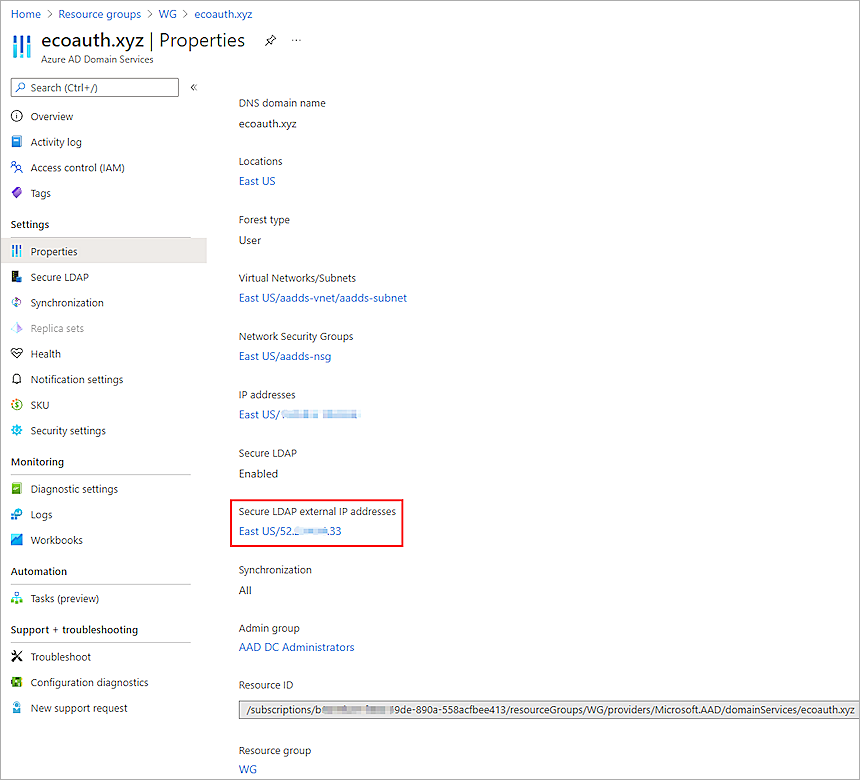 Home > Resource groups > WG > ecoauth.xyz
ecoauth.xyz | Properties
Azure AD Domain Services
Search (Ctrl+/)
Overview
Activity log
Access control (IAM)
Tags
Settings
Properties
Secure LDAP
Synchronization
Replica sets
Health
Notification settings
SKU
Security settings
Monitoring
Diagnostic settings
Logs
Workbooks
Automation
Tasks (preview)
Support + troubleshooting
Troubleshoot
Configuration diagnostics
New support request
DNS domain name
ecoauth.xyz
Locations
East US
Forest type
User
Virtual Networks/Subnets
East US/aadds-vnet/aadds-subnet
Network Security Groups
East US/aadds-nsg
IP addresses
East US/
Secure LDAP
Enabled
Secure LDAP external IP addresses
East US/52. .33
Synchronization
All
Admin group
AAD DC Administrators
Resource ID
/subscriptions/b 9de-890a-558acfbee413/resourceGroups/WG/providers/Microsoft.AAD/domainServices/ecoauth.xyz
Resource group
WG